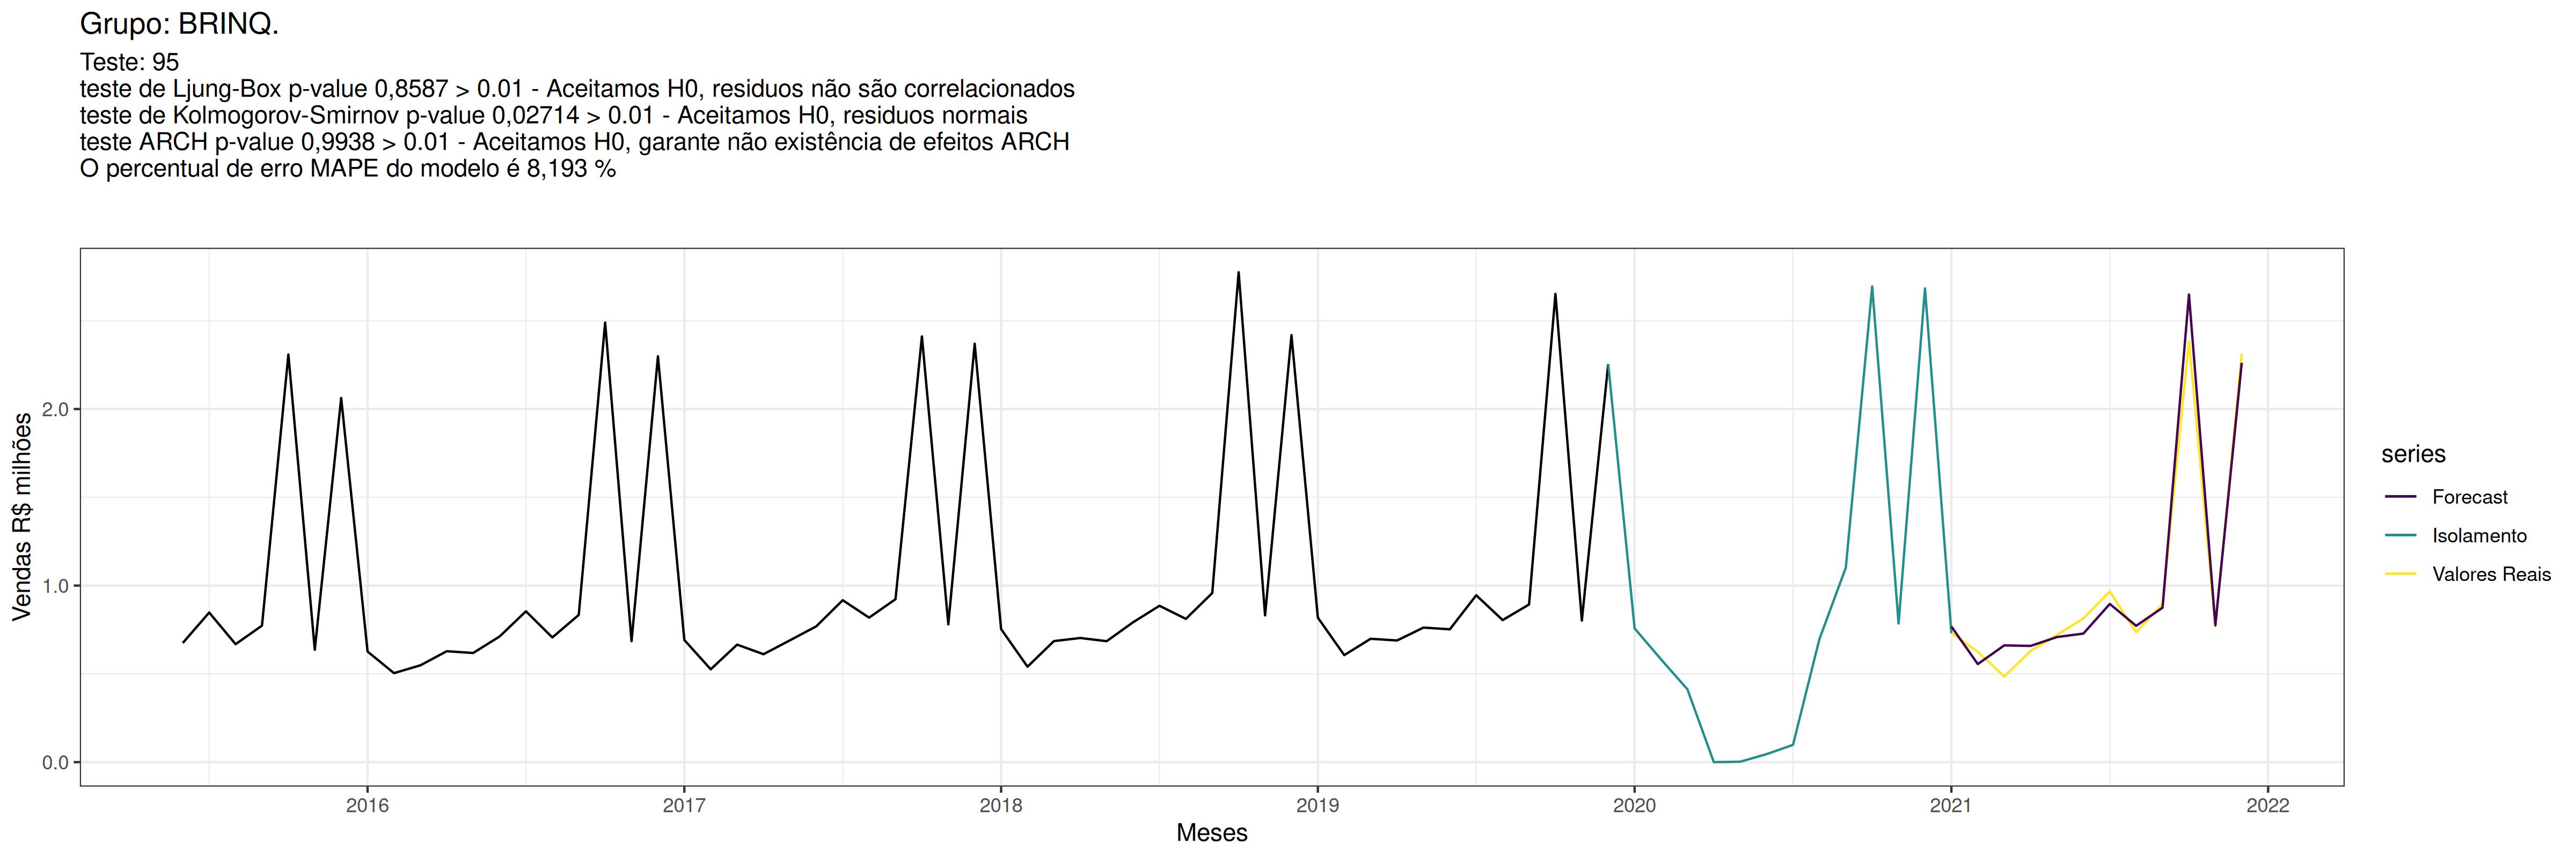 Grupo: BRINQ.
Teste: 95
teste de Ljung-Box p-value 0,8587 > 0.01 - Aceitamos H0, residuos não são correlacionados
teste de Kolmogorov-Smirnov p-value 0,02714 > 0.01 - Aceitamos H0, residuos normais
teste ARCH p-value 0,9938 > 0.01 - Aceitamos H0, garante não existência de efeitos ARCH
O percentual de erro MAPE do modelo é 8,193 %
Vendas R$ milhões
2.0
1.0
0.0
2016 2017 2018 2019 2020 2021 2022
Meses
series
Forecast
Isolamento
Valores Reais